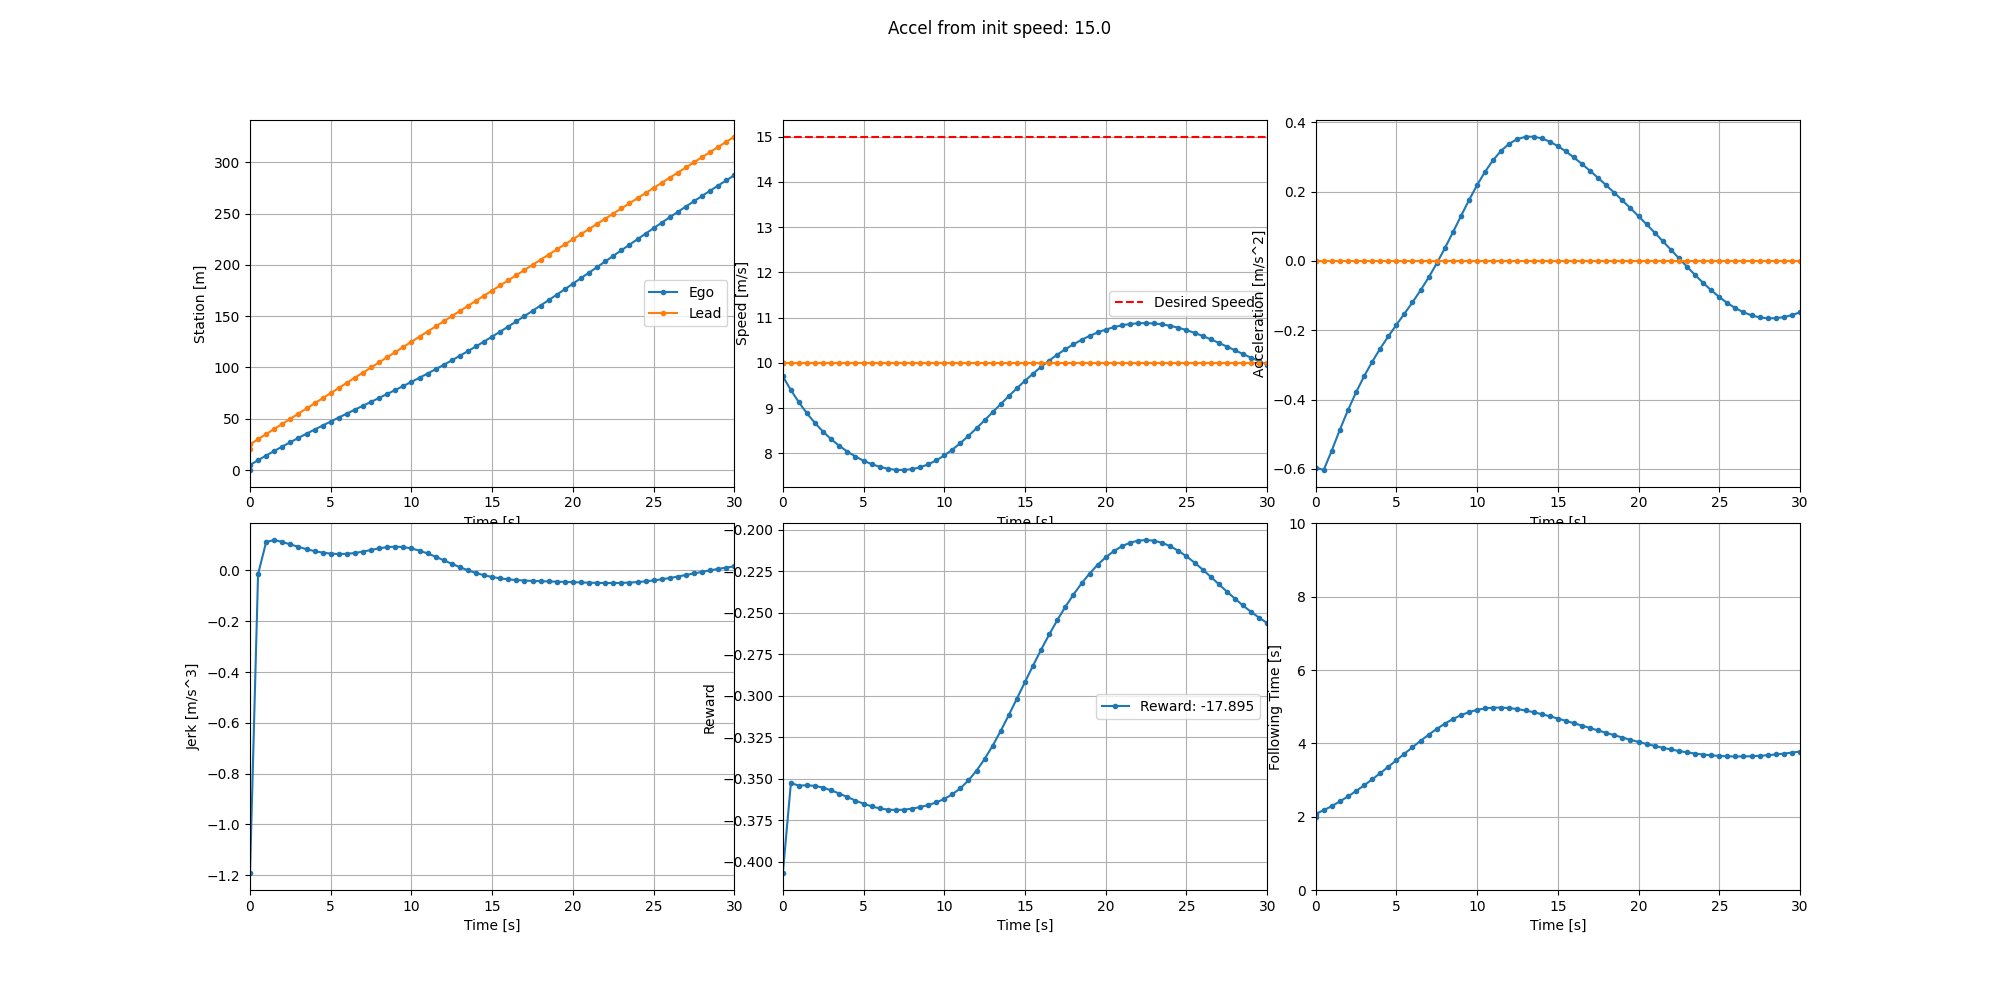 Accel from init speed: 15.0
Station [m]
300
250
200
150
100
50
0
0 5 10 15 20 25 30
Time [s]
Ego
Lead
Speed [m/s]
15
14
13
12
11
10
9
8
0 5 10 15 20 25 30
Time [s]
Desired Speed
Acceleration [m/s^2]
0.4
0.2
0.0
−0.2
−0.4
−0.6
0 5 10 15 20 25 30
Time [s]
Jerk [m/s^3]
0.0
−0.2
−0.4
−0.6
−0.8
−1.0
−1.2
0 5 10 15 20 25 30
Time [s]
Reward
−0.200
−0.225
−0.250
−0.275
−0.300
−0.325
−0.350
−0.375
−0.400
0 5 10 15 20 25 30
Time [s]
Reward: -17.895
Following Time [s]
10
8
6
4
2
0
0 5 10 15 20 25 30
Time [s]